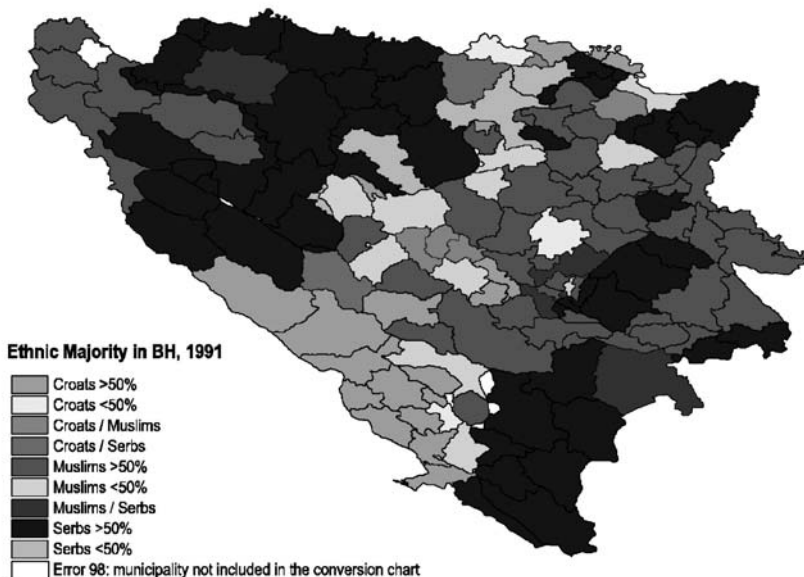 Ethnic Majority in BH, 1991
Croats >50%
Croats <50%
Croats / Muslims
Croats / Serbs
Muslims >50%
Muslims <50%
Muslims / Serbs
Serbs >50%
Serbs <50%
Error 98: municipality not included in the conversion chart